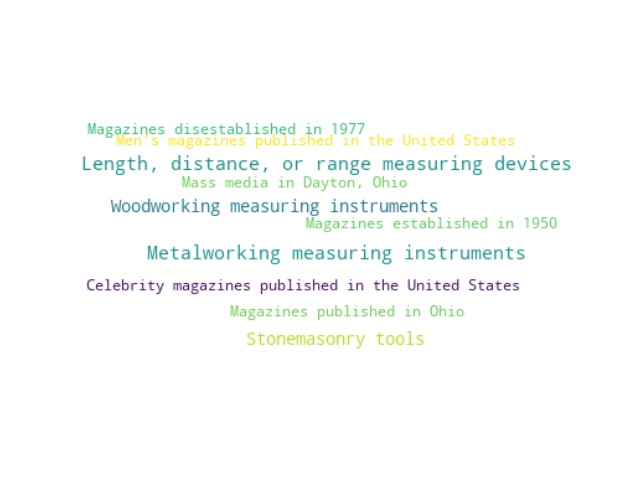 Magazines disestablished in 1977
Men's magazines published in the United States
Length, distance, or range measuring devices
Mass media in Dayton, Ohio
Woodworking measuring instruments
Magazines established in 1950
Metalworking measuring instruments
Celebrity magazines published in the United States
Magazines published in Ohio
Stonemasonry tools